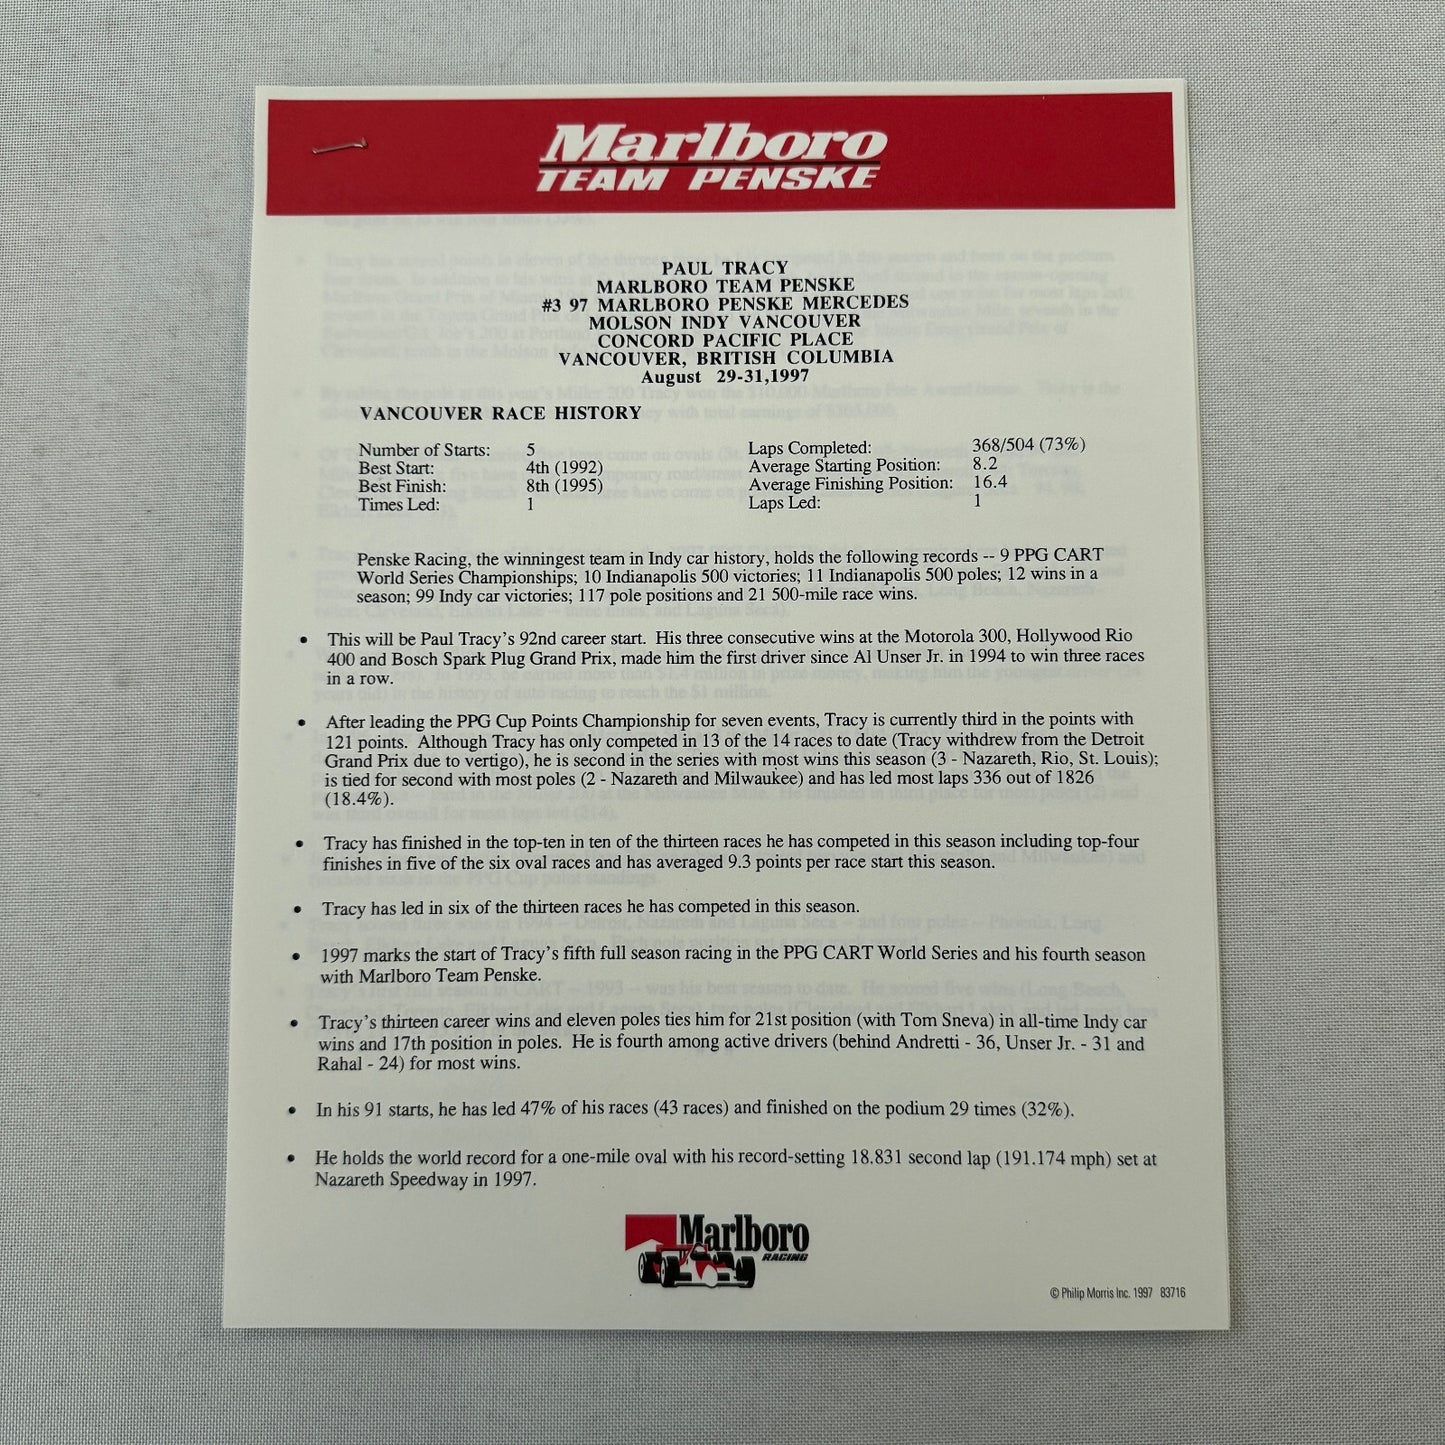 Marlboro
TEAM PENSKE
PAUL TRACY
MARLBORO TEAM PENSKE
#3 97 MARLBORO PENSKE MERCEDES
MOLSON INDY VANCOUVER
CONCORD PACIFIC PLACE
VANCOUVER, BRITISH COLUMBIA
August 29-31,1997
VANCOUVER RACE HISTORY
Number of Starts: 5 Laps Completed: 368/504 (73%)
Best Start: 4th (1992) Average Starting Position: 8.2
Best Finish: 8th (1995) Average Finishing Position: 16.4
Times Led: 1 Laps Led: 1
Penske Racing, the winningest team in Indy car history, holds the following records -- 9 PPG CART
World Series Championships; 10 Indianapolis 500 victories; 11 Indianapolis 500 poles; 12 wins in a
season; 99 Indy car victories; 117 pole positions and 21 500-mile race wins.
• This will be Paul Tracy's 92nd career start. His three consecutive wins at the Motorola 300, Hollywood Rio
400 and Bosch Spark Plug Grand Prix, made him the first driver since Al Unser Jr. in 1994 to win three races
in a row.
• After leading the PPG Cup Points Championship for seven events, Tracy is currently third in the points with
121 points. Although Tracy has only competed in 13 of the 14 races to date (Tracy withdrew from the Detroit
Grand Prix due to vertigo), he is second in the series with most wins this season (3 - Nazareth, Rio, St. Louis);
is tied for second with most poles (2 - Nazareth and Milwaukee) and has led most laps 336 out of 1826
(18.4%).
• Tracy has finished in the top-ten in ten of the thirteen races he has competed in this season including top-four
finishes in five of the six oval races and has averaged 9.3 points per race start this season.
• Tracy has led in six of the thirteen races he has competed in this season.
• 1997 marks the start of Tracy's fifth full season racing in the PPG CART World Series and his fourth season
with Marlboro Team Penske.
• Tracy's thirteen career wins and eleven poles ties him for 21st position (with Tom Sneva) in all-time Indy car
wins and 17th position in poles. He is fourth among active drivers (behind Andretti - 36, Unser Jr. - 31 and
Rahal - 24) for most wins.
• In his 91 starts, he has led 47% of his races (43 races) and finished on the podium 29 times (32%).
• He holds the world record for a one-mile oval with his record-setting 18.831 second lap (191.174 mph) set at
Nazareth Speedway in 1997.
Marlboro
RACING
© Philip Morris Inc. 1997 83716